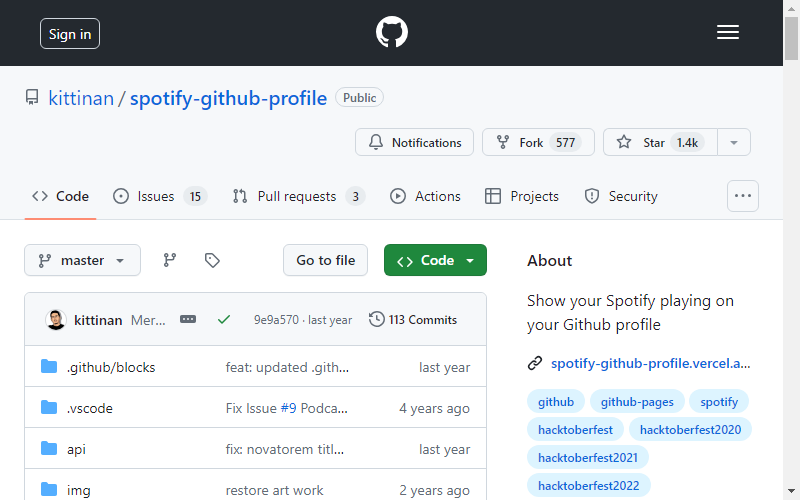 Sign in
kittinan / spotify-github-profile Public
Notifications Fork 577 Star 1.4k
Code Issues 15 Pull requests 3 Actions Projects Security ...
master Go to file Code
kittinan Mer... 9e9a570 · last year 113 Commits
.github/blocks feat: updated .gith... last year
.vscode Fix Issue #9 Podca... 4 years ago
api fix: novatorem titl... last year
img restore art work 2 years ago
About
Show your Spotify playing on
your Github profile
spotify-github-profile.vercel.a...
github github-pages spotify
hacktoberfest hacktoberfest2020
hacktoberfest2021
hacktoberfest2022